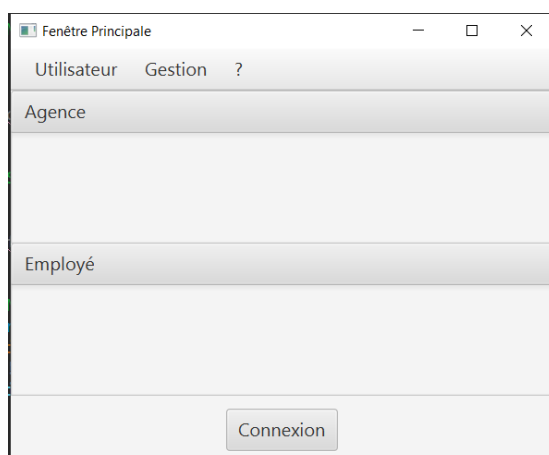 Fenêtre Principale
Utilisateur Gestion ?
Agence
Employé
Connexion